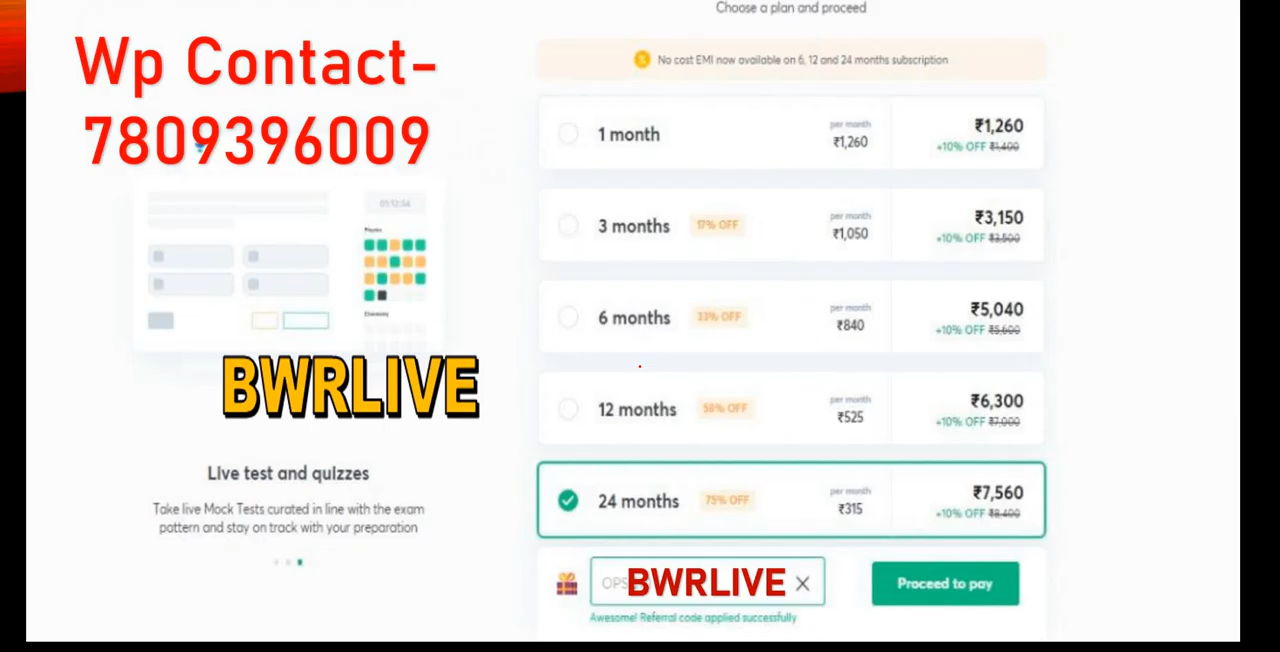 Choose a plan and proceed
Wp Contact-
7809396009
No cost EMI now available on 6, 12 and 24 months subscription
1 month
per month
₹1,260
₹1,260
+10% OFF ₹1,400
3 months
17% OFF
per month
₹1,050
₹3,150
+10% OFF ₹3,500
6 months
33% OFF
per month
₹840
₹5,040
+10% OFF ₹5,600
12 months
58% OFF
per month
₹525
₹6,300
+10% OFF ₹7,000
24 months
75% OFF
per month
₹315
₹7,560
+10% OFF ₹8,400
01:12:34
Physics
Chemistry
BWRLIVE
Live test and quizzes
Take live Mock Tests curated in line with the exam
pattern and stay on track with your preparation
BWRLIVE
Proceed to pay
Awesome! Referral code applied successfully